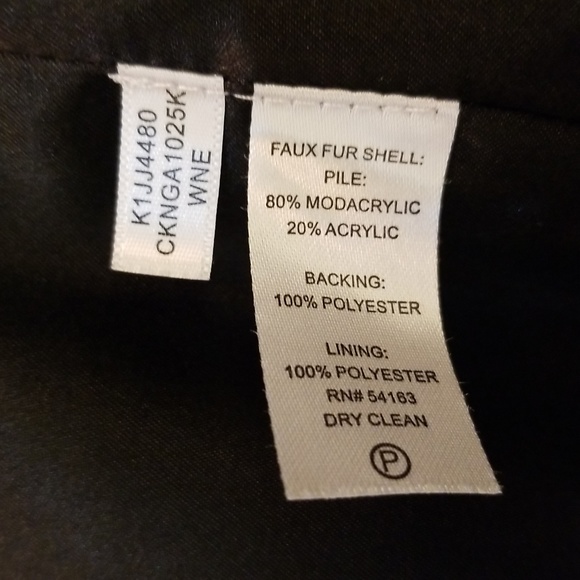 K1JJ4480
CKNGA1025K
WNE
FAUX FUR SHELL:
PILE:
80% MODACRYLIC
20% ACRYLIC
BACKING:
100% POLYESTER
LINING:
100% POLYESTER
RN# 54163
DRY CLEAN
P